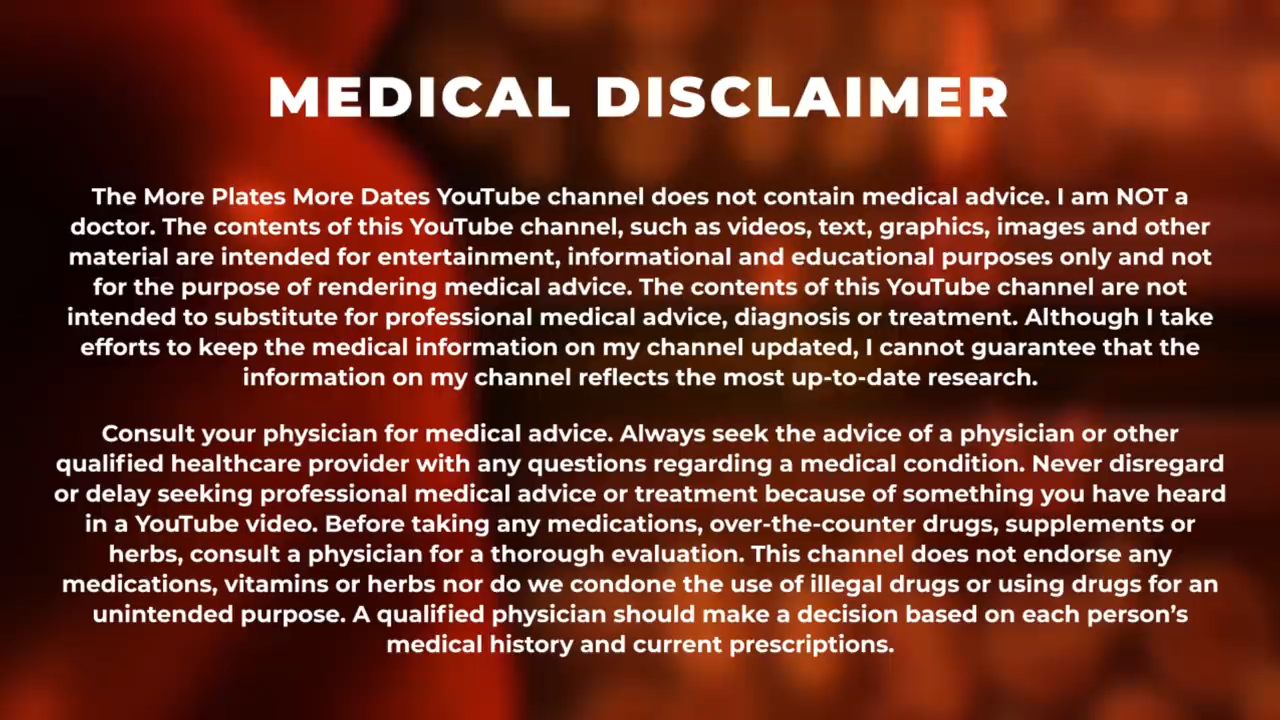 MEDICAL DISCLAIMER
The More Plates More Dates YouTube channel does not contain medical advice. I am NOT a
doctor. The contents of this YouTube channel, such as videos, text, graphics, images and other
material are intended for entertainment, informational and educational purposes only and not
for the purpose of rendering medical advice. The contents of this YouTube channel are not
intended to substitute for professional medical advice, diagnosis or treatment. Although I take
efforts to keep the medical information on my channel updated, I cannot guarantee that the
information on my channel reflects the most up-to-date research.
Consult your physician for medical advice. Always seek the advice of a physician or other
qualified healthcare provider with any questions regarding a medical condition. Never disregard
or delay seeking professional medical advice or treatment because of something you have heard
in a YouTube video. Before taking any medications, over-the-counter drugs, supplements or
herbs, consult a physician for a thorough evaluation. This channel does not endorse any
medications, vitamins or herbs nor do we condone the use of illegal drugs or using drugs for an
unintended purpose. A qualified physician should make a decision based on each person’s
medical history and current prescriptions.